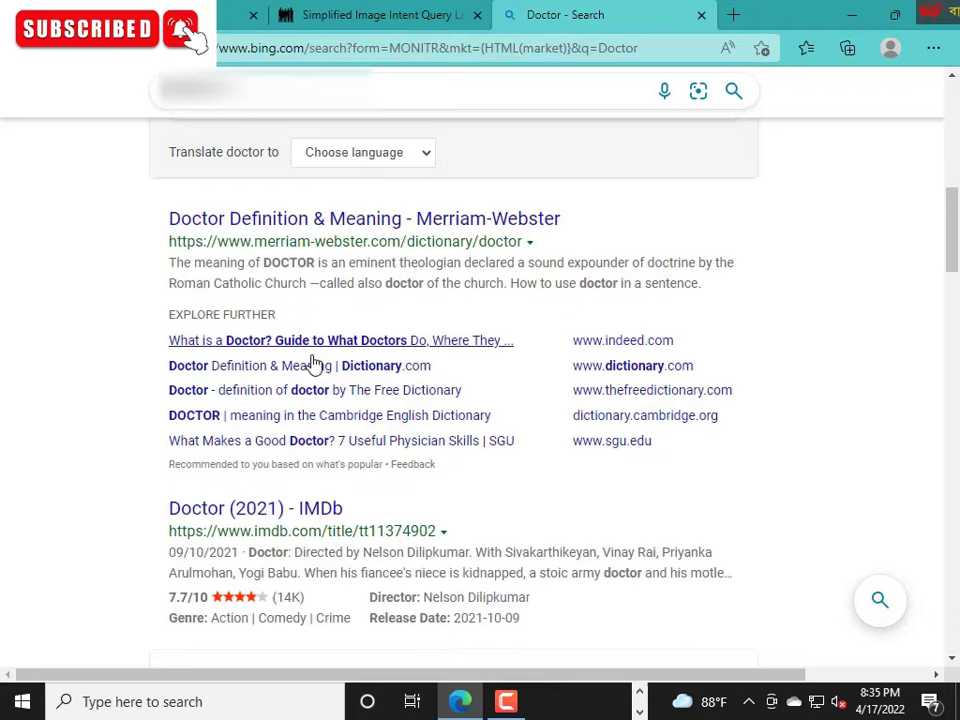 SUBSCRIBED
Simplified Image Intent Query La
Doctor - Search
www.bing.com/search?form=MONITR&mkt={HTML(market)}&q=Doctor
Translate doctor to
Choose language
Doctor Definition & Meaning - Merriam-Webster
https://www.merriam-webster.com/dictionary/doctor
The meaning of DOCTOR is an eminent theologian declared a sound expounder of doctrine by the
Roman Catholic Church —called also doctor of the church. How to use doctor in a sentence.
EXPLORE FURTHER
What is a Doctor? Guide to What Doctors Do, Where They ... www.indeed.com
Doctor Definition & Meaning | Dictionary.com www.dictionary.com
Doctor - definition of doctor by The Free Dictionary www.thefreedictionary.com
DOCTOR | meaning in the Cambridge English Dictionary dictionary.cambridge.org
What Makes a Good Doctor? 7 Useful Physician Skills | SGU www.sgu.edu
Recommended to you based on what's popular • Feedback
Doctor (2021) - IMDb
https://www.imdb.com/title/tt11374902
09/10/2021 · Doctor: Directed by Nelson Dilipkumar. With Sivakarthikeyan, Vinay Rai, Priyanka
Arulmohan, Yogi Babu. When his fiancee's niece is kidnapped, a stoic army doctor and his motle...
7.7/10 (14K) Director: Nelson Dilipkumar
Genre: Action | Comedy | Crime Release Date: 2021-10-09
Type here to search
88°F
8:35 PM
4/17/2022
7